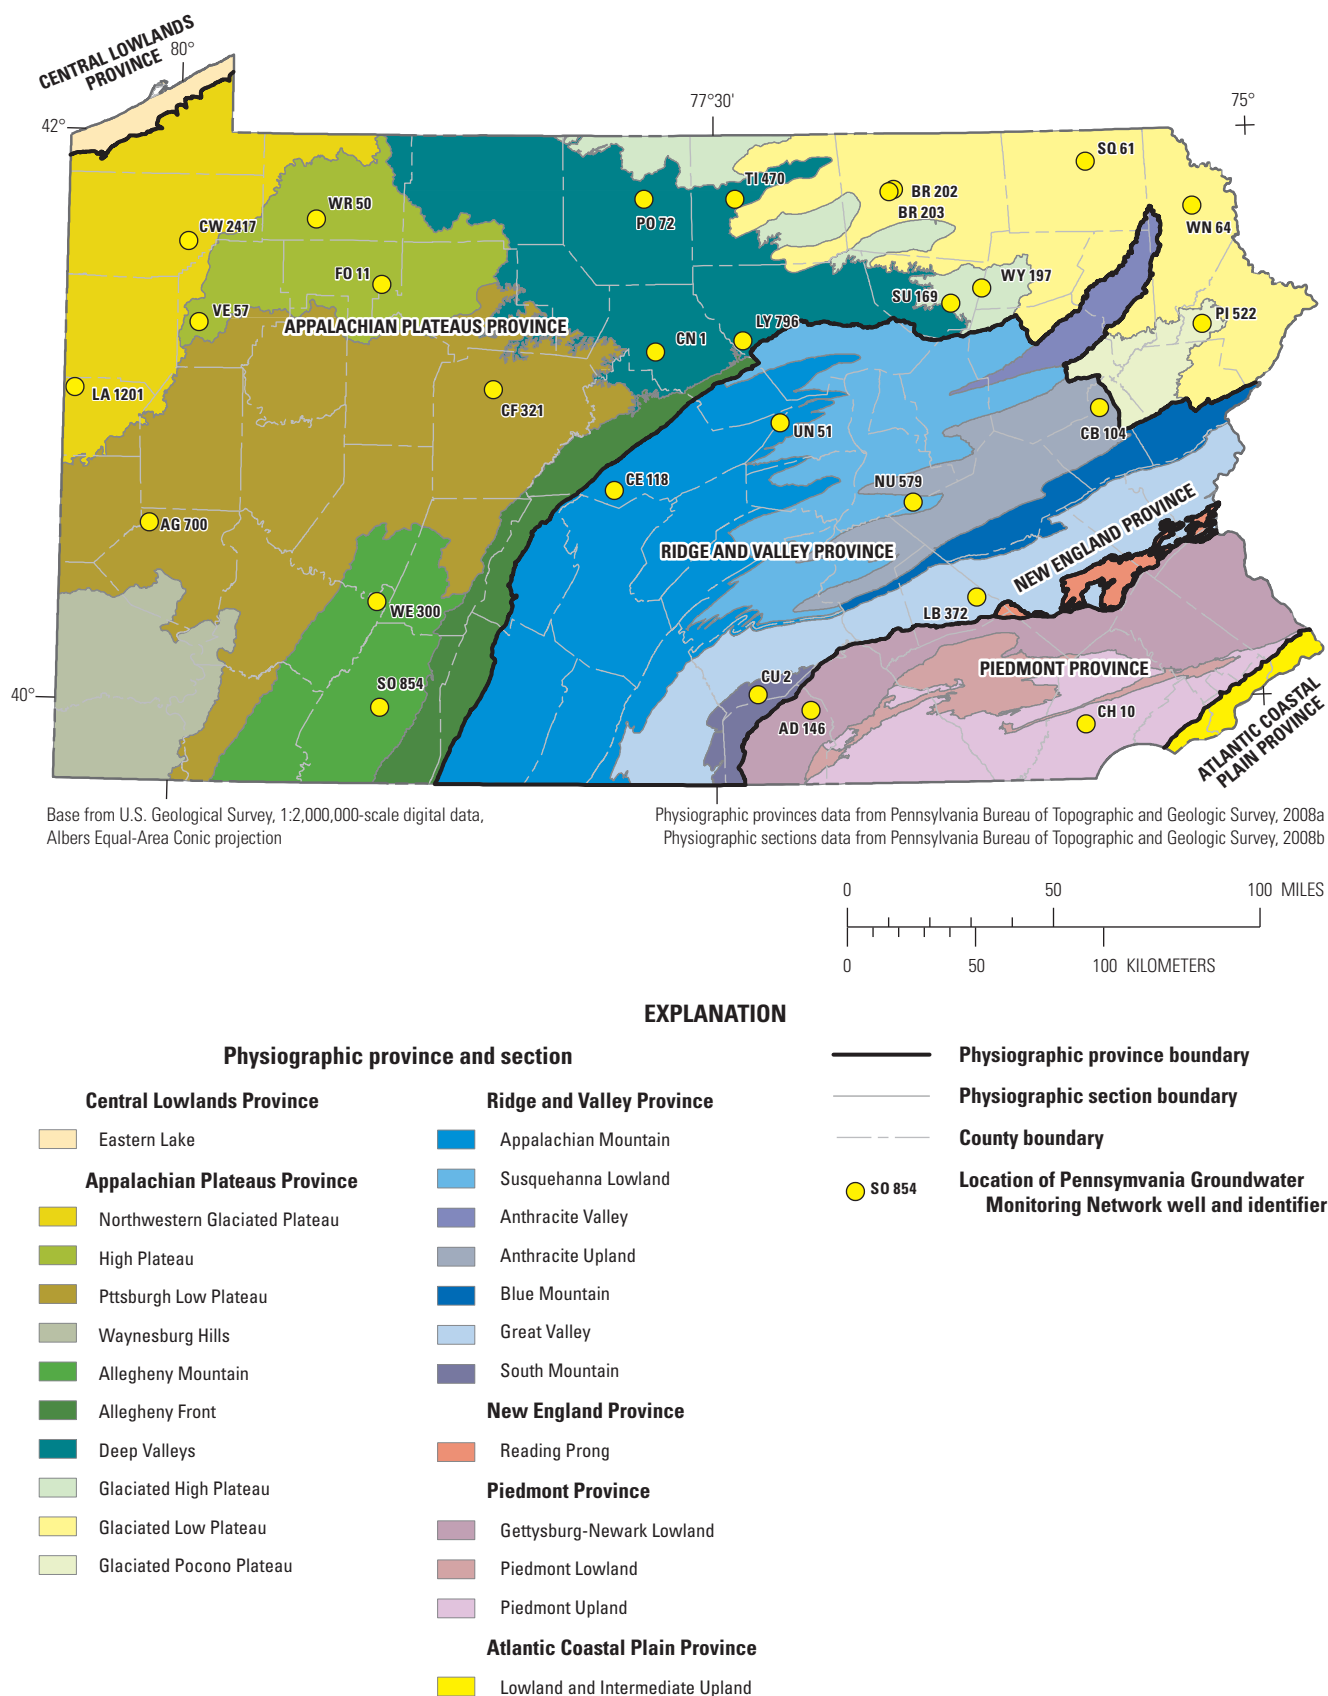 CENTRAL LOWLANDS
PROVINCE
80°
77°30'
75°
42°
40°
SQ 61
TI 470
BR 202
BR 203
WR 50
PO 72
WN 64
CW 2417
FO 11
WY 197
SU 169
VE 57
PI 522
LY 796
APPALACHIAN PLATEAUS PROVINCE
CN 1
LA 1201
CF 321
UN 51
CB 104
CE 118
NU 579
AG 700
RIDGE AND VALLEY PROVINCE
NEW ENGLAND PROVINCE
WE 300
LB 372
SO 854
CU 2
PIEDMONT PROVINCE
AD 146
CH 10
ATLANTIC COASTAL
PLAIN PROVINCE
Base from U.S. Geological Survey, 1:2,000,000-scale digital data,
Albers Equal-Area Conic projection
Physiographic provinces data from Pennsylvania Bureau of Topographic and Geologic Survey, 2008a
Physiographic sections data from Pennsylvania Bureau of Topographic and Geologic Survey, 2008b
0 50 100 MILES
0 50 100 KILOMETERS
EXPLANATION
Physiographic province and section
Central Lowlands Province
Eastern Lake
Appalachian Plateaus Province
Northwestern Glaciated Plateau
High Plateau
Pttsburgh Low Plateau
Waynesburg Hills
Allegheny Mountain
Allegheny Front
Deep Valleys
Glaciated High Plateau
Glaciated Low Plateau
Glaciated Pocono Plateau
Ridge and Valley Province
Appalachian Mountain
Susquehanna Lowland
Anthracite Valley
Anthracite Upland
Blue Mountain
Great Valley
South Mountain
New England Province
Reading Prong
Piedmont Province
Gettysburg-Newark Lowland
Piedmont Lowland
Piedmont Upland
Atlantic Coastal Plain Province
Lowland and Intermediate Upland
Physiographic province boundary
Physiographic section boundary
County boundary
SO 854
Location of Pennsymvania Groundwater
Monitoring Network well and identifier